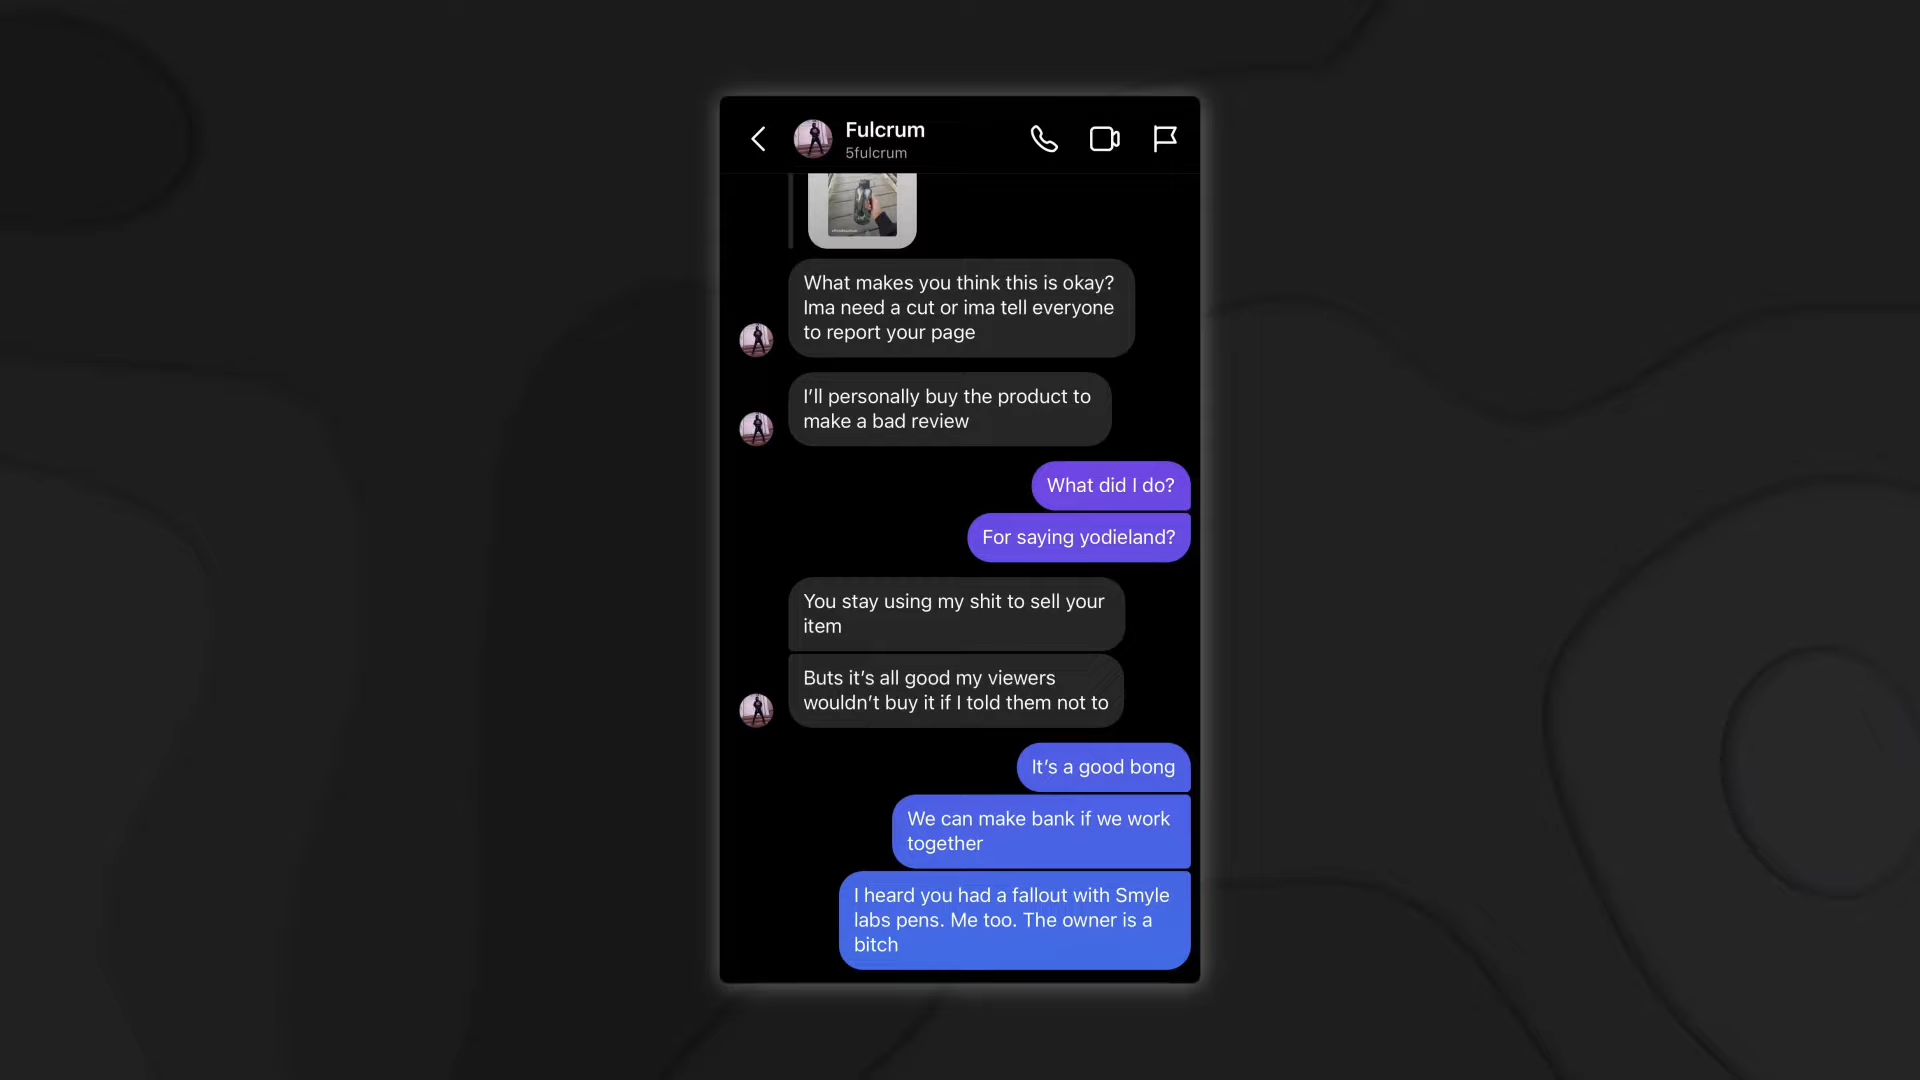 Fulcrum
5fulcrum
What makes you think this is okay?
Ima need a cut or ima tell everyone
to report your page
I'll personally buy the product to
make a bad review
What did I do?
For saying yodieland?
You stay using my shit to sell your
item
Buts it's all good my viewers
wouldn't buy it if I told them not to
It's a good bong
We can make bank if we work
together
I heard you had a fallout with Smyle
labs pens. Me too. The owner is a
bitch